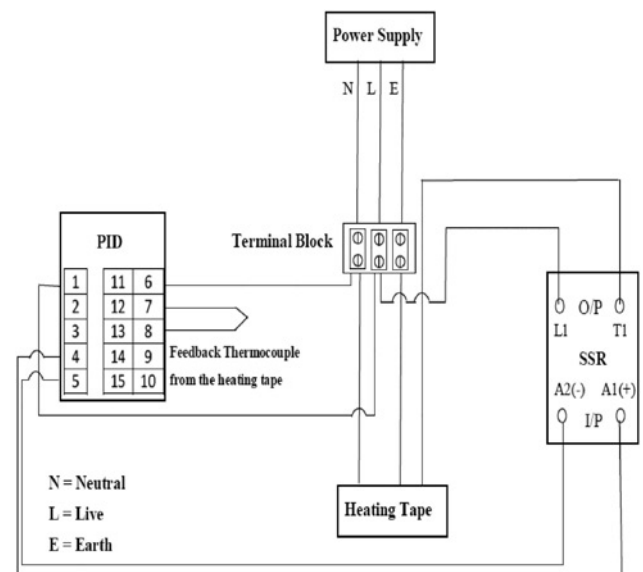 Power Supply
N L E
PID
Terminal Block
1 11 6
2 12 7
3 13 8
4 14 9
5 15 10
Feedback Thermocouple
from the heating tape
O/P
L1 T1
SSR
A2(-) A1(+)
I/P
N = Neutral
L = Live
E = Earth
Heating Tape